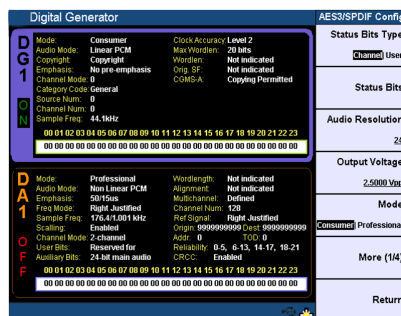 Digital Generator
AES3/SPDIF Confi
DG1
ON
Mode: Consumer Clock Accuracy: Level 2
Audio Mode: Linear PCM Max Wordlen: 20 bits
Copyright: Copyright Wordlen: Not indicated
Emphasis: No pre-emphasis Orig. SF: Not indicated
Channel Mode: 0 CGMS-A: Copying Permitted
Category Code: General
Source Num: 0
Channel Num: 0
Sample Freq: 44.1kHz
00 01 02 03 04 05 06 07 08 09 10 11 12 13 14 15 16 17 18 19 20 21 22 23
00 00 00 00 00 00 00 00 00 00 00 00 00 00 00 00 00 00 00 00 00 00 00 00
DA1
OFF
Mode: Professional Wordlength: Not indicated
Audio Mode: Non Linear PCM Alignment: Not indicated
Emphasis: 50/15us Multichannel: Defined
Freq Mode: Right Justified Channel Num: 128
Sample Freq: 176.4/1.001 kHz Ref Signal: Right Justified
Scalling: Enabled Origin: 9999999999 Dest: 9999999999
Channel Mode: 2-channel Addr: 0 TOD: 0
User Bits: Reserved for Reliability: 0-5, 6-13, 14-17, 18-21
Auxiliary Bits: 24-bit main audio CRCC: Enabled
00 01 02 03 04 05 06 07 08 09 10 11 12 13 14 15 16 17 18 19 20 21 22 23
00 00 00 00 00 00 00 00 00 00 00 00 00 00 00 00 00 00 00 00 00 00 00 00
Status Bits Type
Channel User
Status Bits
Audio Resolution
24
Output Voltage
2.5000 Vpp
Mode
Consumer Professiona
More (1/4)
Return